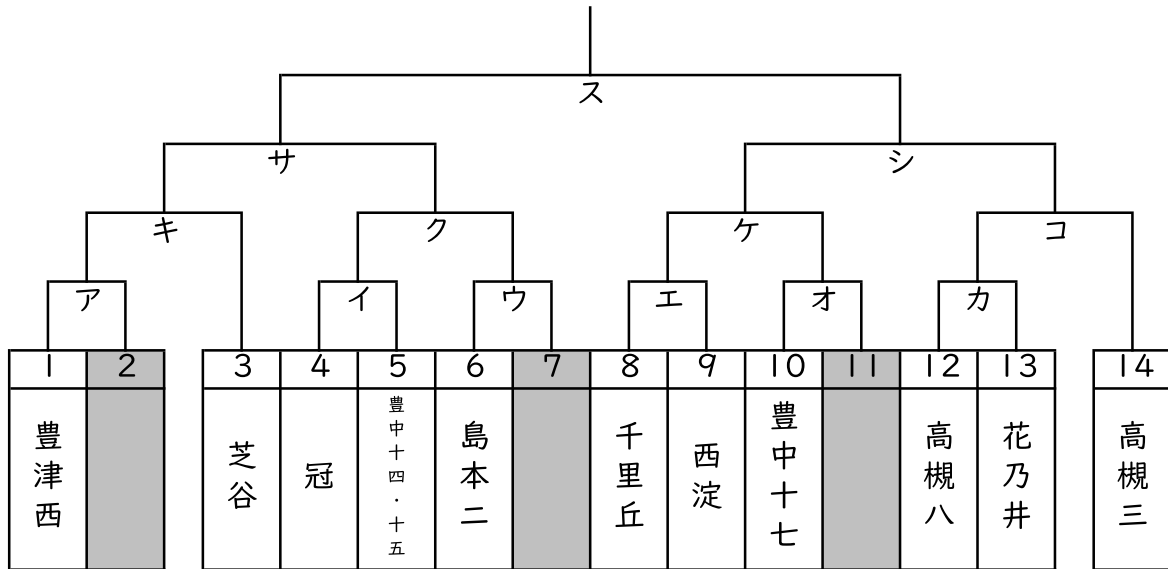 ス
サ シ
キ ク ケ コ
ア イ ウ エ オ カ
1 2 3 4 5 6 7 8 9 10 11 12 13 14
豊津西
芝谷
冠
豊中十四・十五
島本二
千里丘
西淀
豊中十七
高槻八
花乃井
高槻三